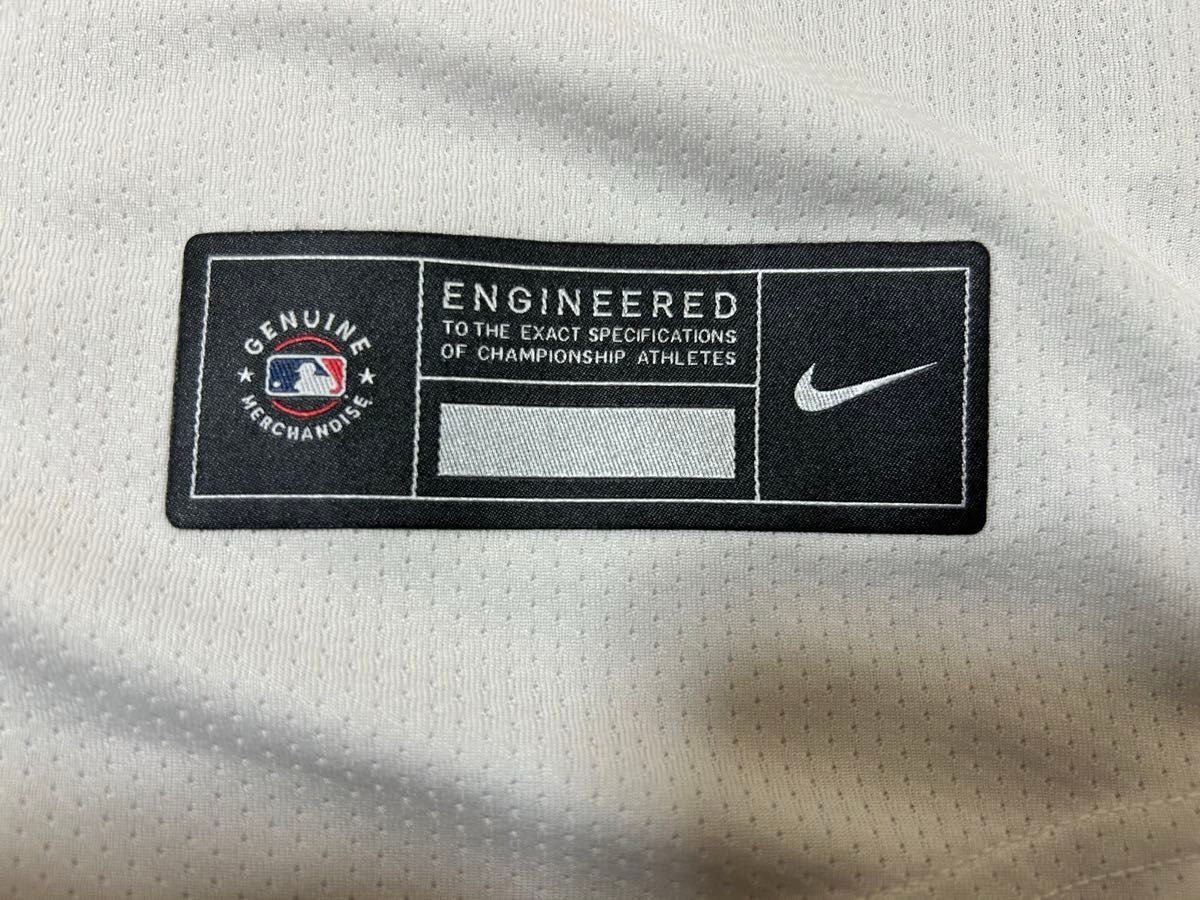 GENUINE
MERCHANDISE
ENGINEERED
TO THE EXACT SPECIFICATIONS
OF CHAMPIONSHIP ATHLETES